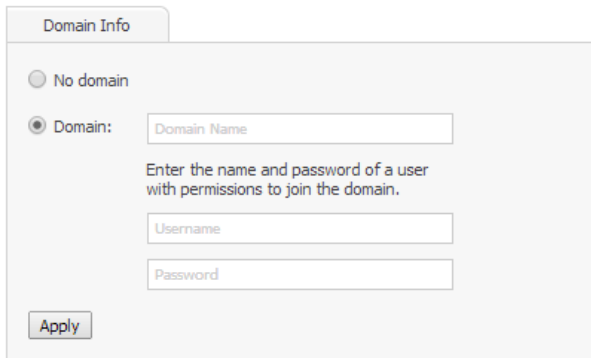 Domain Info
No domain
Domain:
Domain Name
Enter the name and password of a user
with permissions to join the domain.
Username
Password
Apply